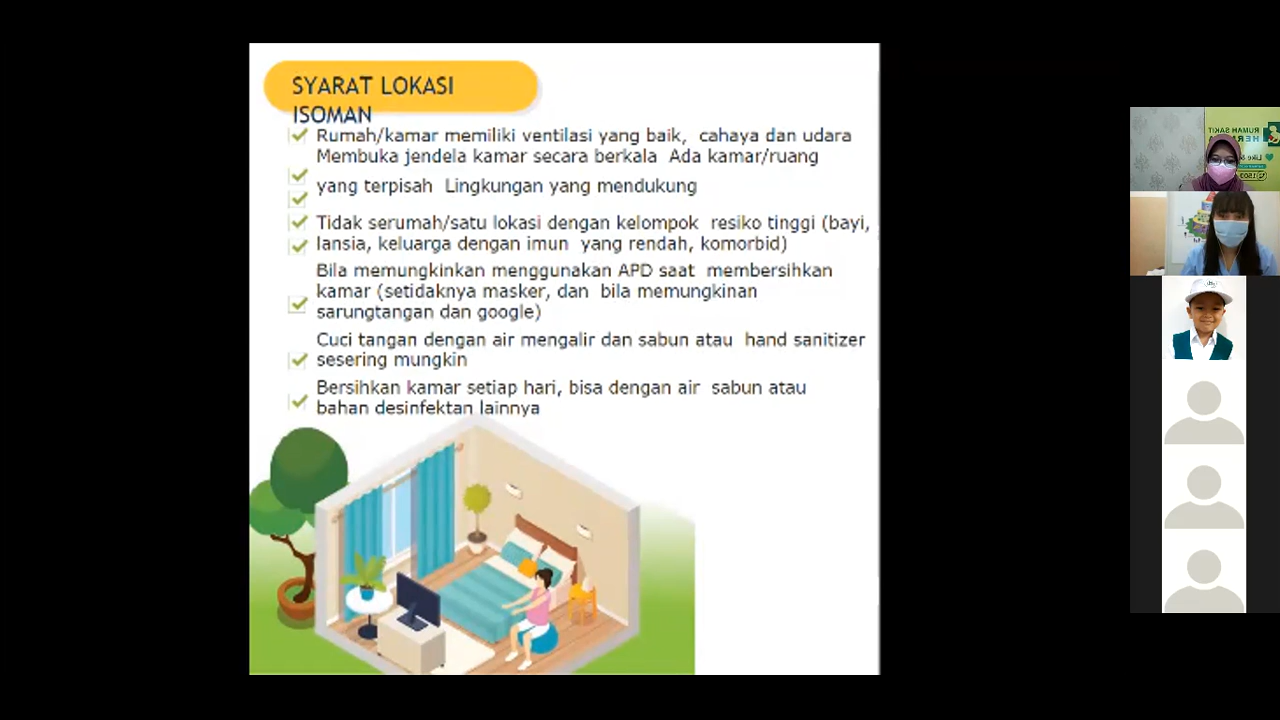 SYARAT LOKASI
ISOMAN
Rumah/kamar memiliki ventilasi yang baik, cahaya dan udara
Membuka jendela kamar secara berkala Ada kamar/ruang
yang terpisah Lingkungan yang mendukung
Tidak serumah/satu lokasi dengan kelompok resiko tinggi (bayi,
lansia, keluarga dengan imun yang rendah, komorbid)
Bila memungkinkan menggunakan APD saat membersihkan
kamar (setidaknya masker, dan bila memungkinan
sarungtangan dan google)
Cuci tangan dengan air mengalir dan sabun atau hand sanitizer
sesering mungkin
Bersihkan kamar setiap hari, bisa dengan air sabun atau
bahan desinfektan lainnya
RUMAH SAKIT